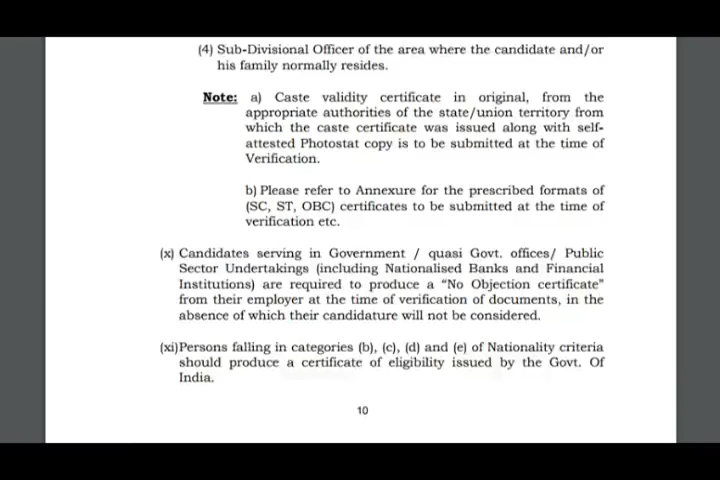 (4) Sub-Divisional Officer of the area where the candidate and/or
his family normally resides.
Note: a) Caste validity certificate in original, from the
appropriate authorities of the state/union territory from
which the caste certificate was issued along with self-
attested Photostat copy is to be submitted at the time of
Verification.
b) Please refer to Annexure for the prescribed formats of
(SC, ST, OBC) certificates to be submitted at the time of
verification etc.
(x) Candidates serving in Government / quasi Govt. offices/ Public
Sector Undertakings (including Nationalised Banks and Financial
Institutions) are required to produce a “No Objection certificate”
from their employer at the time of verification of documents, in the
absence of which their candidature will not be considered.
(xi)Persons falling in categories (b), (c), (d) and (e) of Nationality criteria
should produce a certificate of eligibility issued by the Govt. Of
India.
10